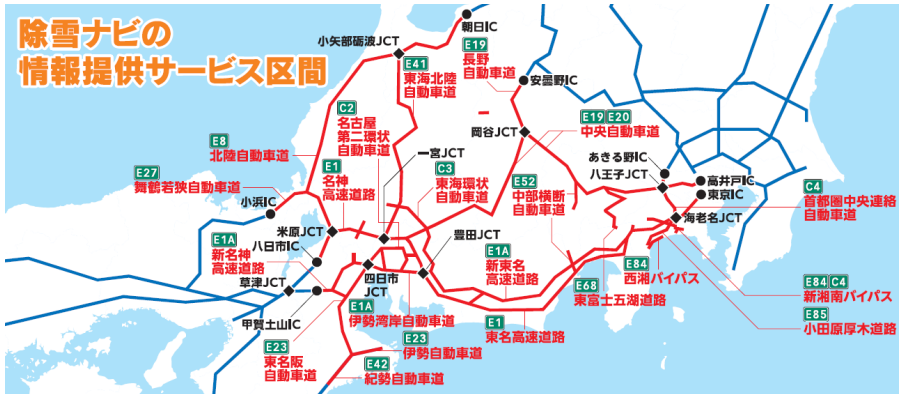 除雪ナビの
情報提供サービス区間
朝日IC
小矢部砺波JCT
E19
長野
自動車道
E41
東海北陸
自動車道
安曇野IC
C2
名古屋
第二環状
自動車道
岡谷JCT
E19 E20
中央自動車道
E8
北陸自動車道
E1
名神
高速道路
一宮JCT
C3
東海環状
自動車道
あきる野IC
八王子JCT
高井戸IC
東京IC
E27
舞鶴若狭自動車道
E52
中部横断
自動車道
C4
首都圏中央連絡
自動車道
小浜IC
海老名JCT
米原JCT
八日市IC
E1A
新名神
高速道路
豊田JCT
E1A
新東名
高速道路
E84
西湘バイパス
草津JCT
四日市
JCT
E68
東富士五湖道路
E84 C4
新湘南バイパス
甲賀土山IC
E1A
伊勢湾岸自動車道
E1
東名高速道路
E85
小田原厚木道路
E23
東名阪
自動車道
E23
伊勢自動車道
E42
紀勢自動車道